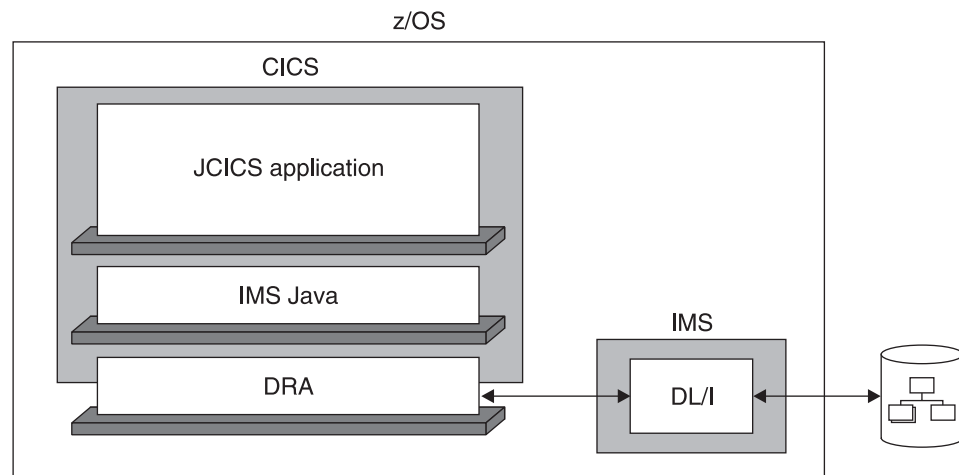 z/OS
CICS
JCICS application
IMS Java
IMS
DRA
DL/I